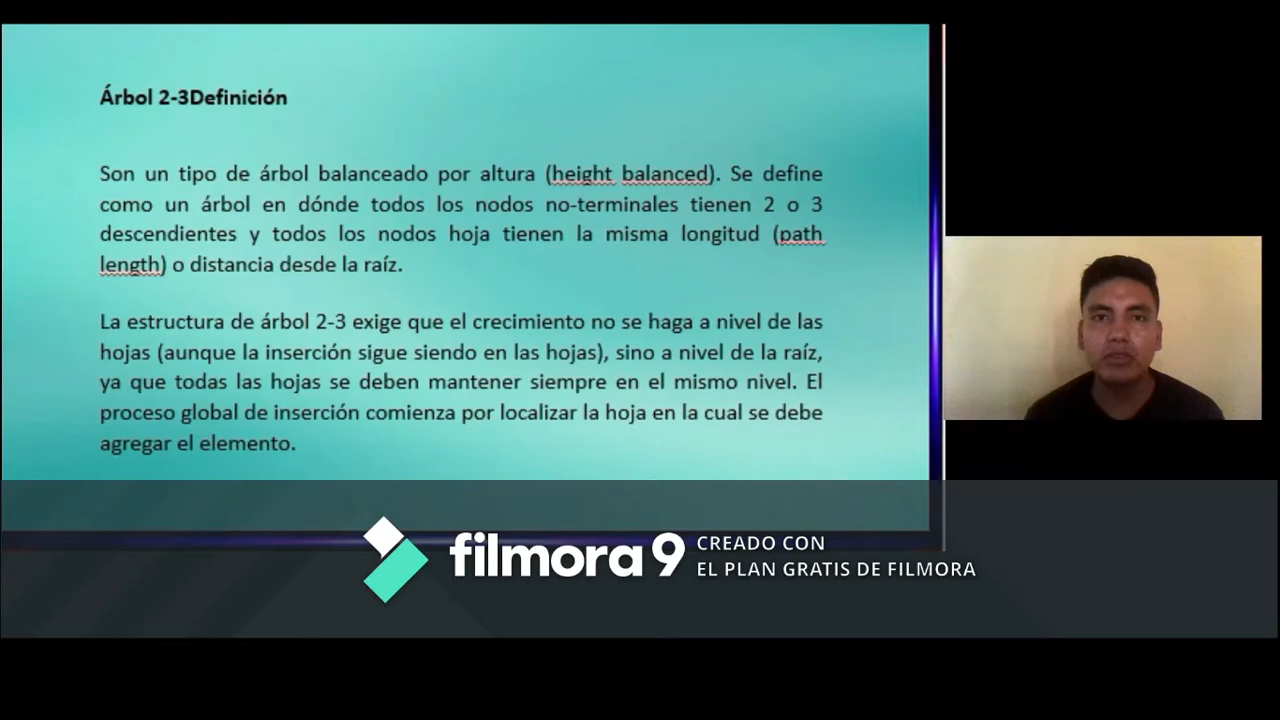 Árbol 2-3Definición
Son un tipo de árbol balanceado por altura (height balanced). Se define
como un árbol en dónde todos los nodos no-terminales tienen 2 o 3
descendientes y todos los nodos hoja tienen la misma longitud (path
length) o distancia desde la raíz.
La estructura de árbol 2-3 exige que el crecimiento no se haga a nivel de las
hojas (aunque la inserción sigue siendo en las hojas), sino a nivel de la raíz,
ya que todas las hojas se deben mantener siempre en el mismo nivel. El
proceso global de inserción comienza por localizar la hoja en la cual se debe
agregar el elemento.
filmora 9
CREADO CON
EL PLAN GRATIS DE FILMORA